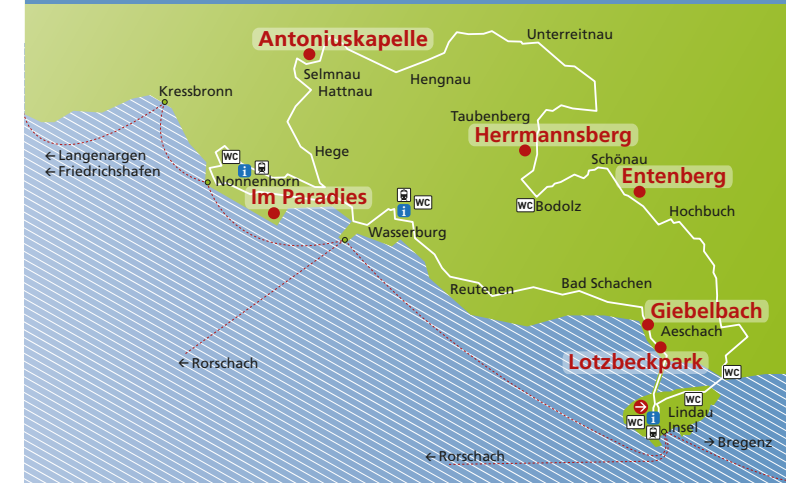 Unterreitnau
Antoniuskapelle
Selmnau
Hattnau
Hengnau
Kressbronn
Taubenberg
Herrmannsberg
Hege
Schönau
← Langenargen
← Friedrichshafen
WC
i
Nonnenhorn
Entenberg
Im Paradies
WC
i
WC
Bodolz
Hochbuch
Wasserburg
Reutenen
Bad Schachen
Giebelbach
Aeschach
← Rorschach
Lotzbeckpark
WC
WC
Lindau
Insel
WC
i
→ Bregenz
← Rorschach